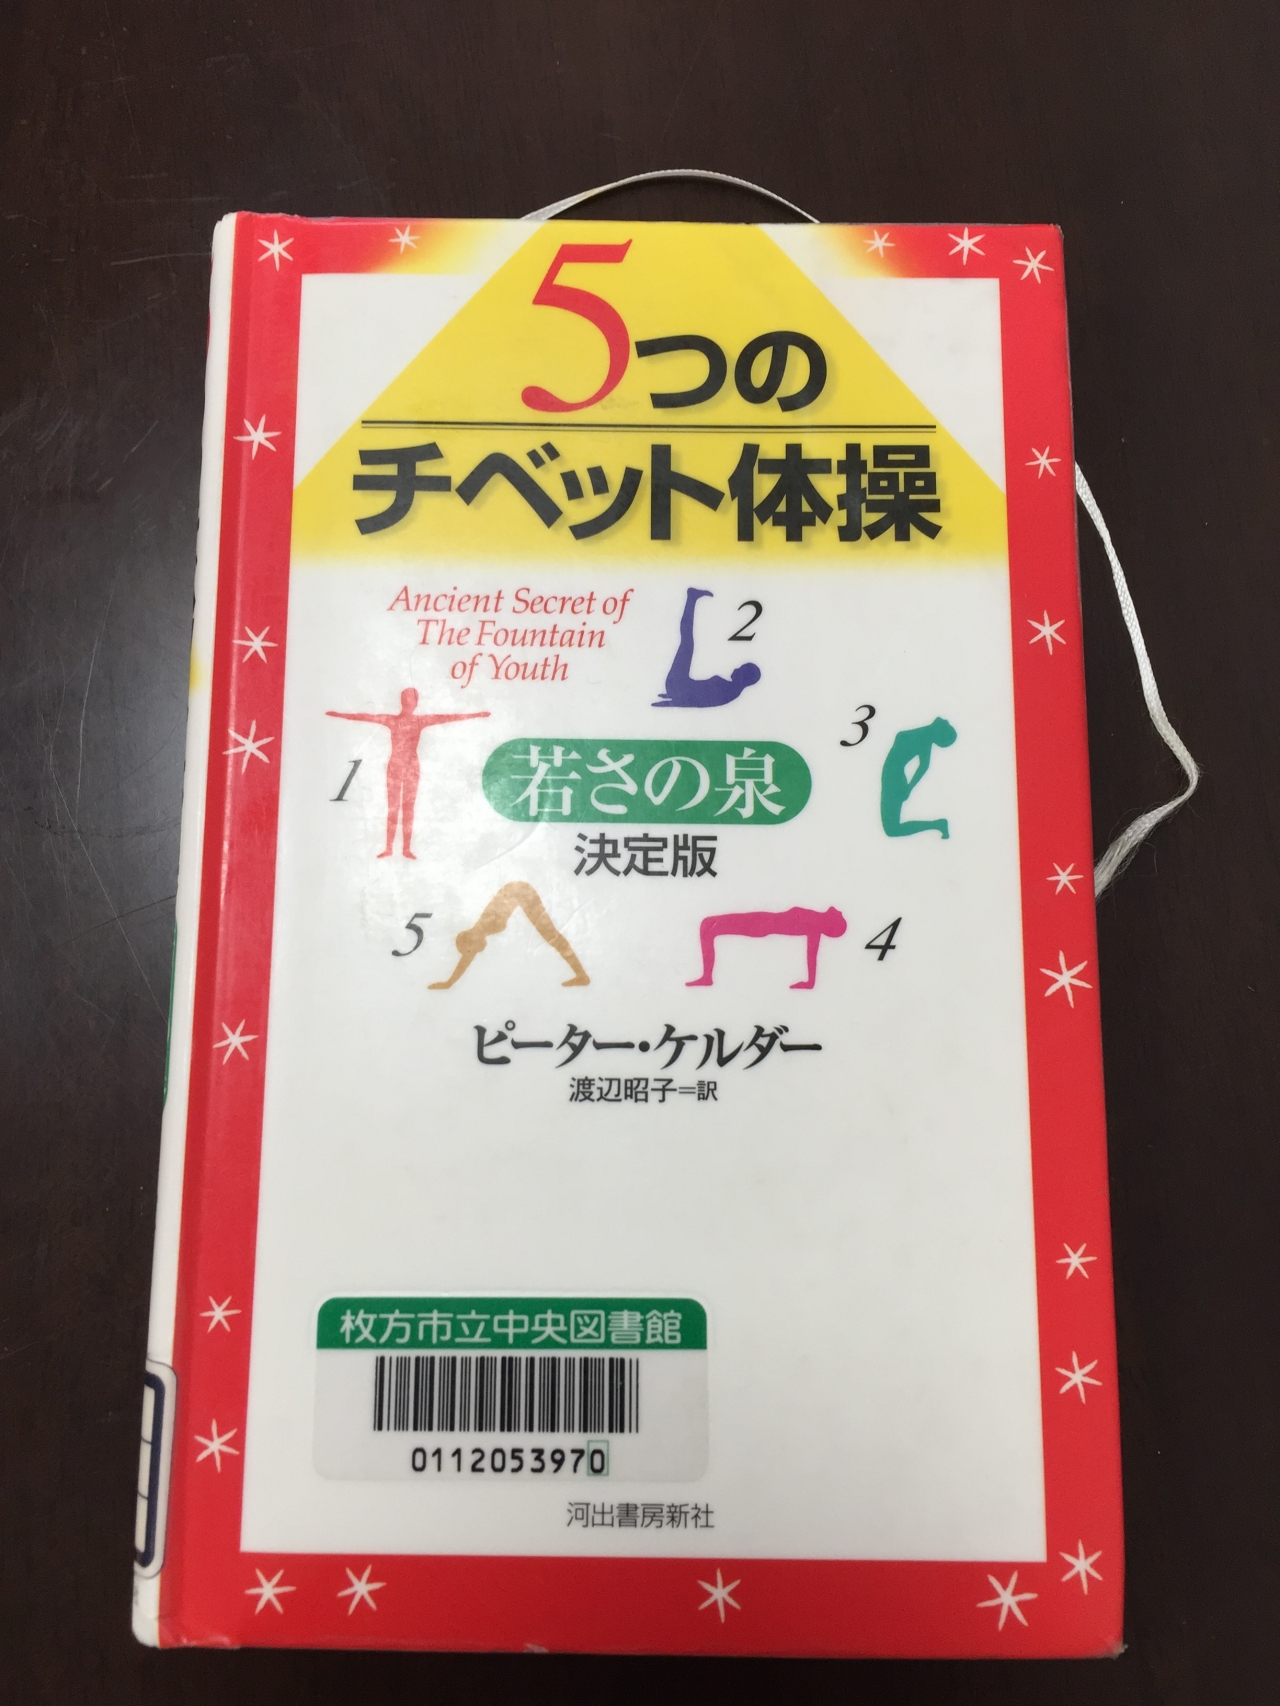 5つの
チベット体操
Ancient Secret of
The Fountain
of Youth
2
3
1
若さの泉
決定版
5
4
ピーター・ケルダー
渡辺昭子=訳
枚方市立中央図書館
0112053970
河出書房新社